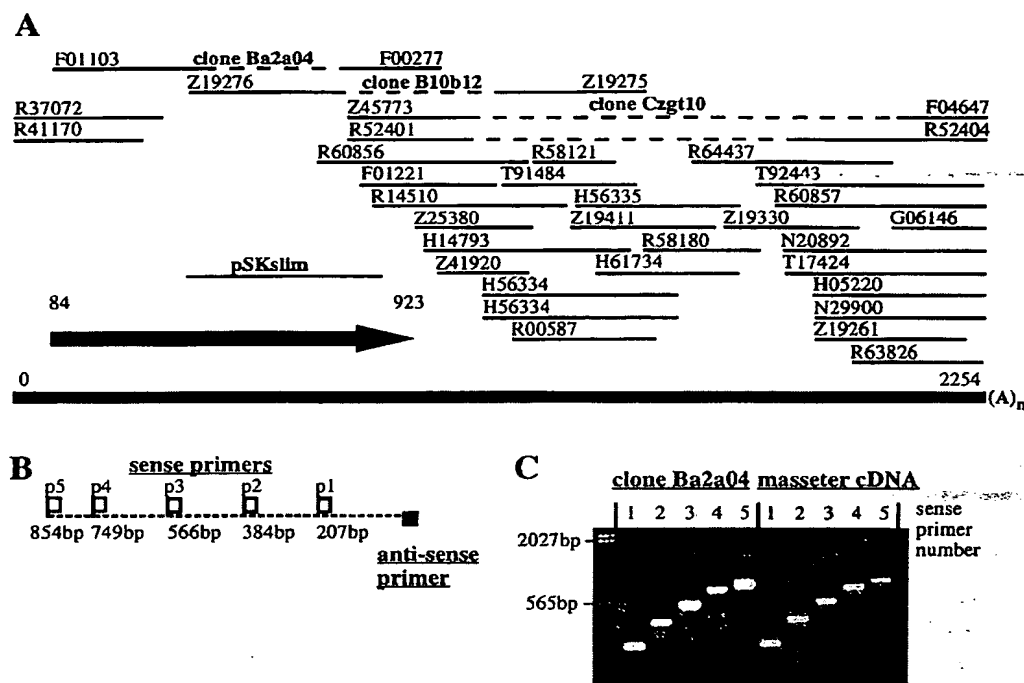 A
F01103 clone Ba2a04 F00277
Z19276 clone B10b12 Z19275
R37072 Z45773 clone Czgt10 F04647
R41170 R52401 R52404
R60856 R58121 R64437
F01221 T91484 T92443
R14510 H56335 R60857
Z25380 Z19411 Z19330 G06146
H14793 R58180 N20892
Z41920 H61734 T17424
pSKslim
H56334 H05220
84 923
H56334 N29900
R00587 Z19261
R63826
0 2254
(A)n
B
sense primers
p5 p4 p3 p2 p1
854bp 749bp 566bp 384bp 207bp
anti-sense
primer
C
clone Ba2a04 masseter cDNA
1 2 3 4 5 1 2 3 4 5
sense
primer
number
2027bp
565bp